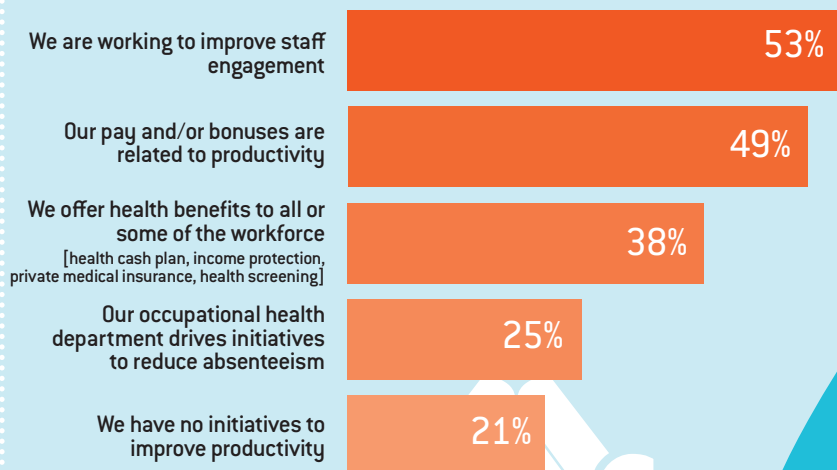 We are working to improve staff
engagement
53%
Our pay and/or bonuses are
related to productivity
49%
We offer health benefits to all or
some of the workforce
[health cash plan, income protection,
private medical insurance, health screening]
38%
Our occupational health
department drives initiatives
to reduce absenteeism
25%
We have no initiatives to
improve productivity
21%